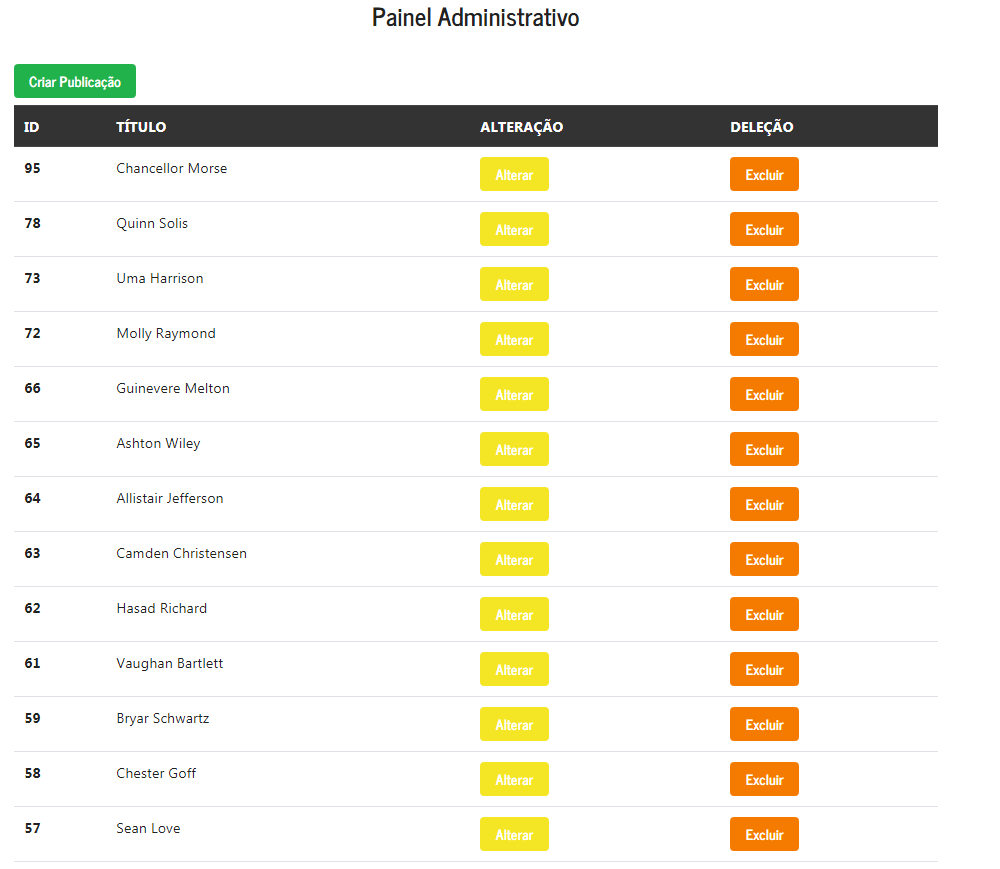 Painel Administrativo
Criar Publicação
ID TÍTULO ALTERAÇÃO DELEÇÃO
95 Chancellor Morse Alterar Excluir
78 Quinn Solis Alterar Excluir
73 Uma Harrison Alterar Excluir
72 Molly Raymond Alterar Excluir
66 Guinevere Melton Alterar Excluir
65 Ashton Wiley Alterar Excluir
64 Allistair Jefferson Alterar Excluir
63 Camden Christensen Alterar Excluir
62 Hasad Richard Alterar Excluir
61 Vaughan Bartlett Alterar Excluir
59 Bryar Schwartz Alterar Excluir
58 Chester Goff Alterar Excluir
57 Sean Love Alterar Excluir